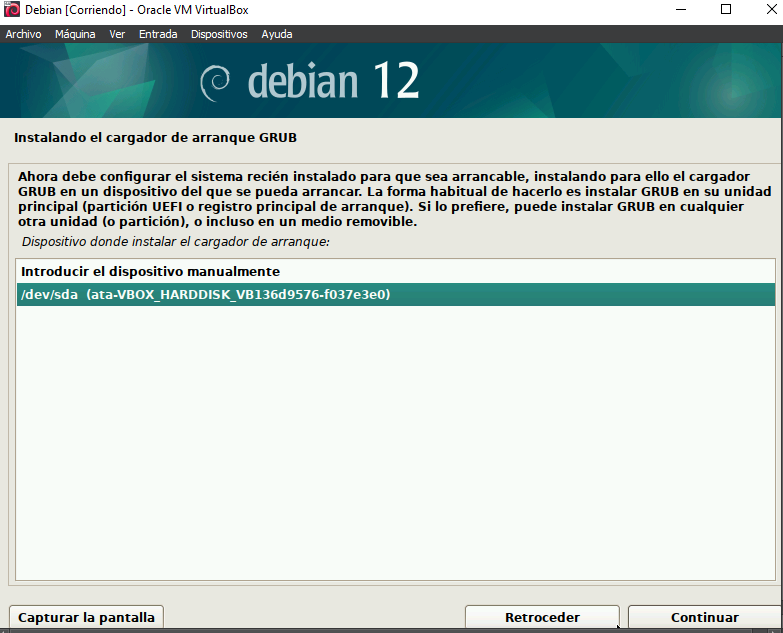 Debian [Corriendo] - Oracle VM VirtualBox
Archivo Máquina Ver Entrada Dispositivos Ayuda
debian 12
Instalando el cargador de arranque GRUB
Ahora debe configurar el sistema recién instalado para que sea arrancable, instalando para ello el cargador
GRUB en un dispositivo del que se pueda arrancar. La forma habitual de hacerlo es instalar GRUB en su unidad
principal (partición UEFI o registro principal de arranque). Si lo prefiere, puede instalar GRUB en cualquier
otra unidad (o partición), o incluso en un medio removible.
Dispositivo donde instalar el cargador de arranque:
Introducir el dispositivo manualmente
/dev/sda (ata-VBOX_HARDDISK_VB136d9576-f037e3e0)
Capturar la pantalla Retroceder Continuar